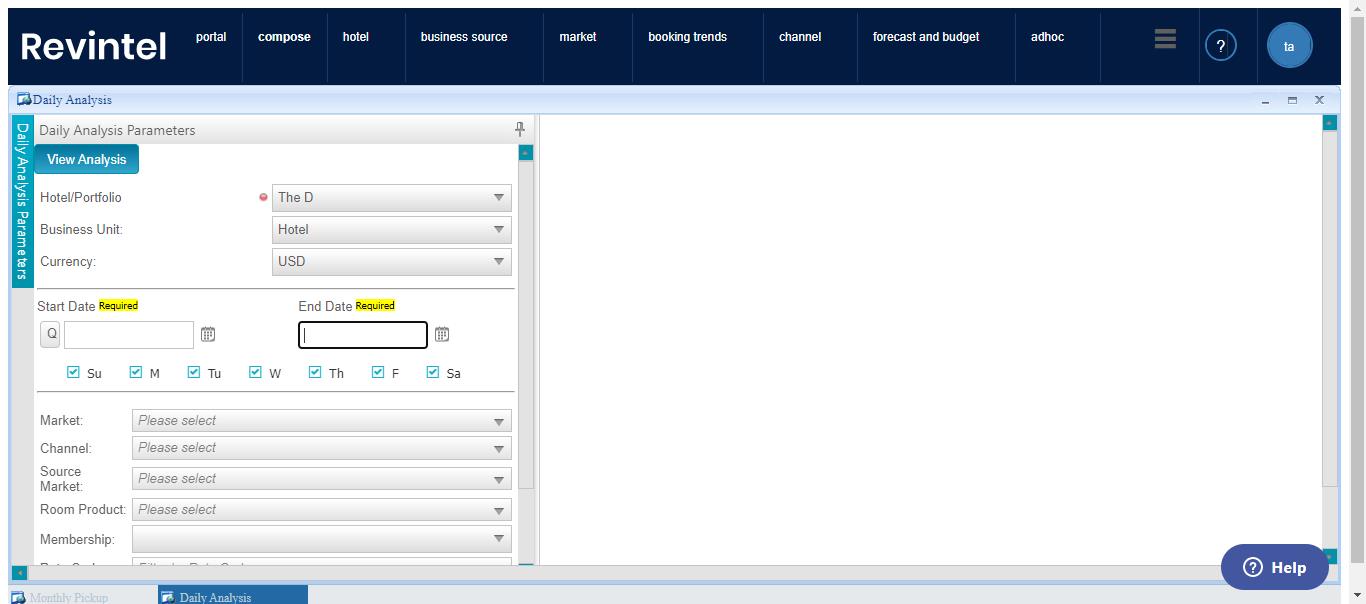 Revintel portal compose hotel business source market booking trends channel forecast and budget adhoc ? ta
Daily Analysis
Daily Analysis Parameters
Daily Analysis Parameters
View Analysis
Hotel/Portfolio The D
Business Unit: Hotel
Currency: USD
Start Date Required End Date Required
Q
Su M Tu W Th F Sa
Market: Please select
Channel: Please select
Source
Market: Please select
Room Product: Please select
Membership:
? Help
Monthly Pickup Daily Analysis